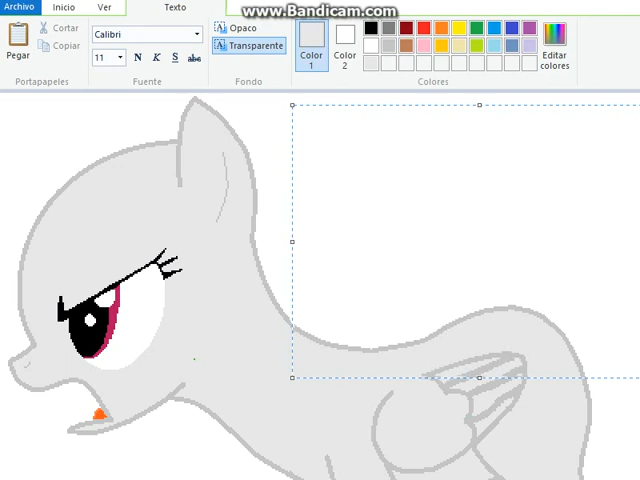 www.Bandicam.com
Archivo Inicio Ver Texto
Pegar
Cortar
Copiar
Portapapeles
Calibri
11 N K S abc
Fuente
Opaco
Transparente
Fondo
Color 1
Color 2
Editar colores
Colores